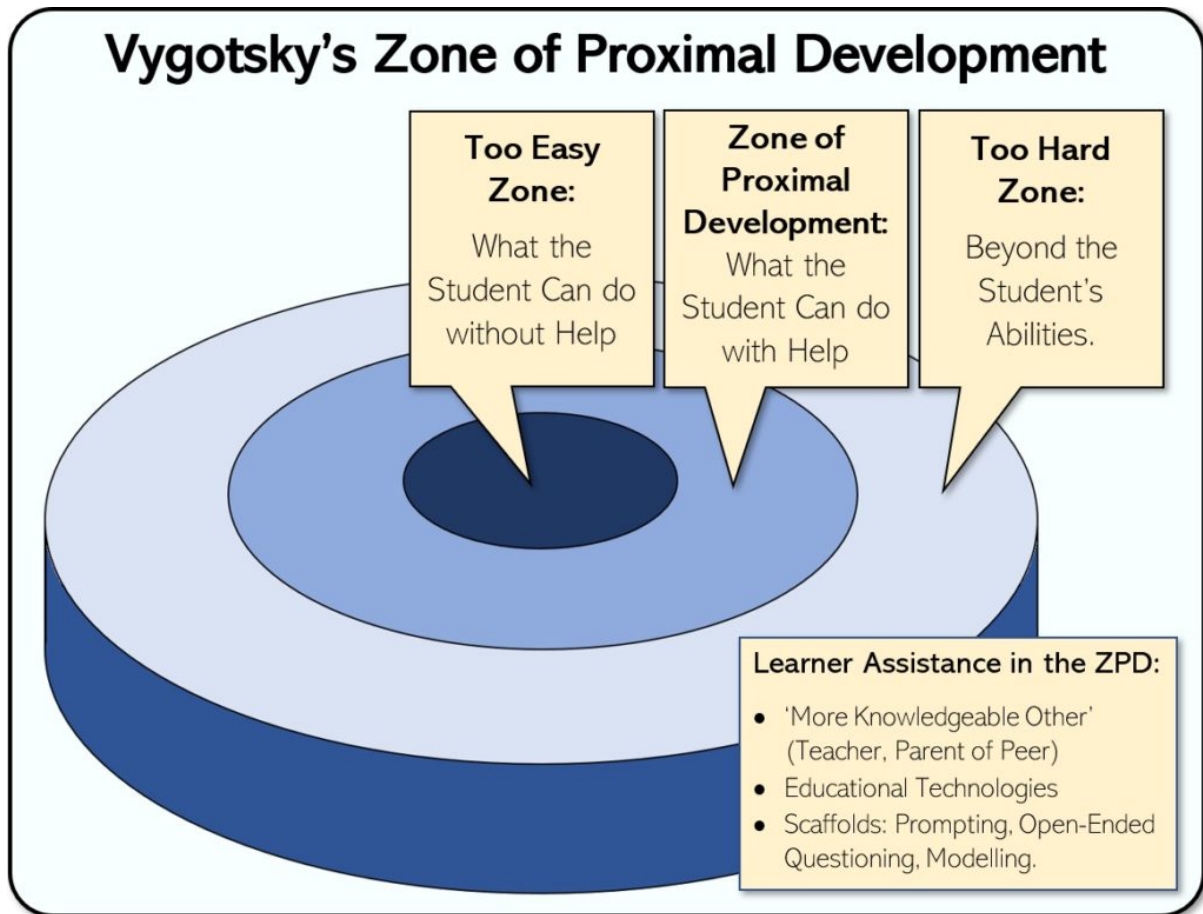 Vygotsky's Zone of Proximal Development
Too Easy
Zone:
What the
Student Can do
without Help
Zone of
Proximal
Development:
What the
Student Can do
with Help
Too Hard
Zone:
Beyond the
Student's
Abilities.
Learner Assistance in the ZPD:
• 'More Knowledgeable Other'
(Teacher, Parent of Peer)
• Educational Technologies
• Scaffolds: Prompting, Open-Ended
Questioning, Modelling.